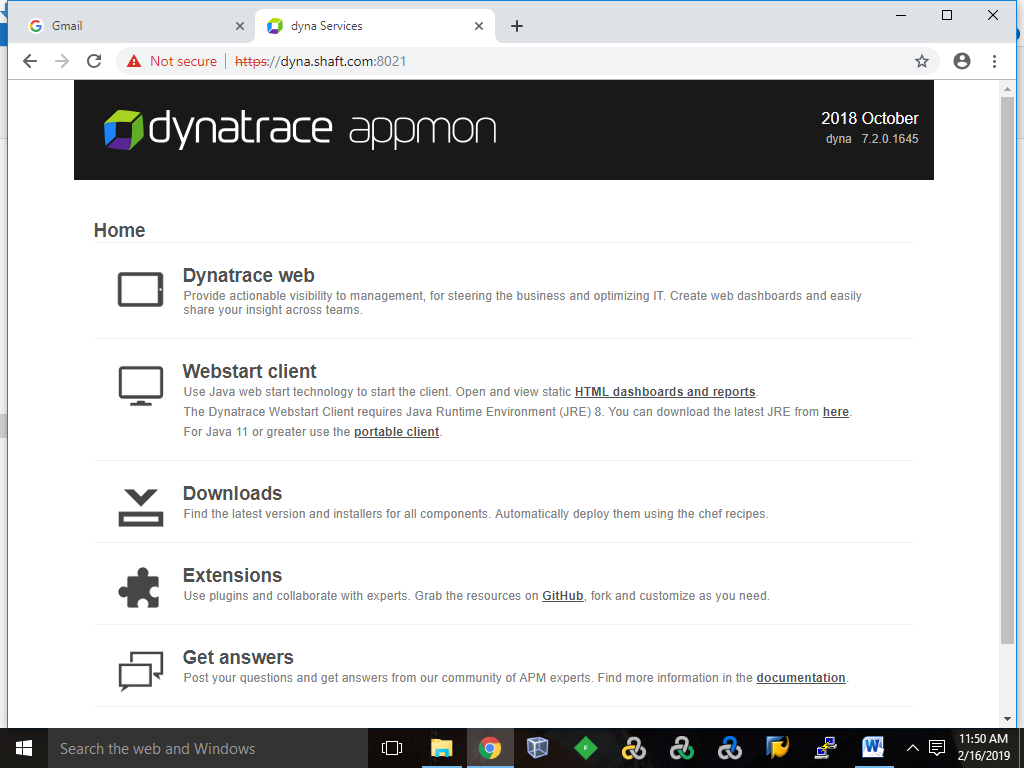 Gmail
dyna Services
Not secure
https://dyna.shaft.com:8021
dynatrace appmon
2018 October
dyna 7.2.0.1645
Home
Dynatrace web
Provide actionable visibility to management, for steering the business and optimizing IT. Create web dashboards and easily
share your insight across teams.
Webstart client
Use Java web start technology to start the client. Open and view static HTML dashboards and reports.
The Dynatrace Webstart Client requires Java Runtime Environment (JRE) 8. You can download the latest JRE from here.
For Java 11 or greater use the portable client.
Downloads
Find the latest version and installers for all components. Automatically deploy them using the chef recipes.
Extensions
Use plugins and collaborate with experts. Grab the resources on GitHub, fork and customize as you need.
Get answers
Post your questions and get answers from our community of APM experts. Find more information in the documentation.
Search the web and Windows
11:50 AM
2/16/2019